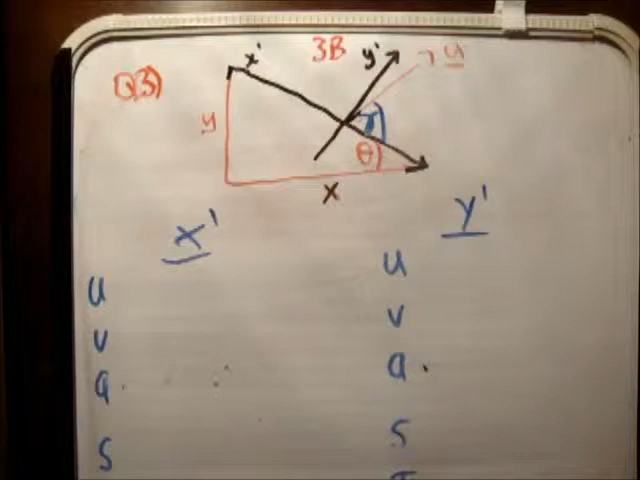 Q3)
3B
x'
y'
u
y
γ
θ
x
x'
y'
u
v
a
s
u
v
a
s